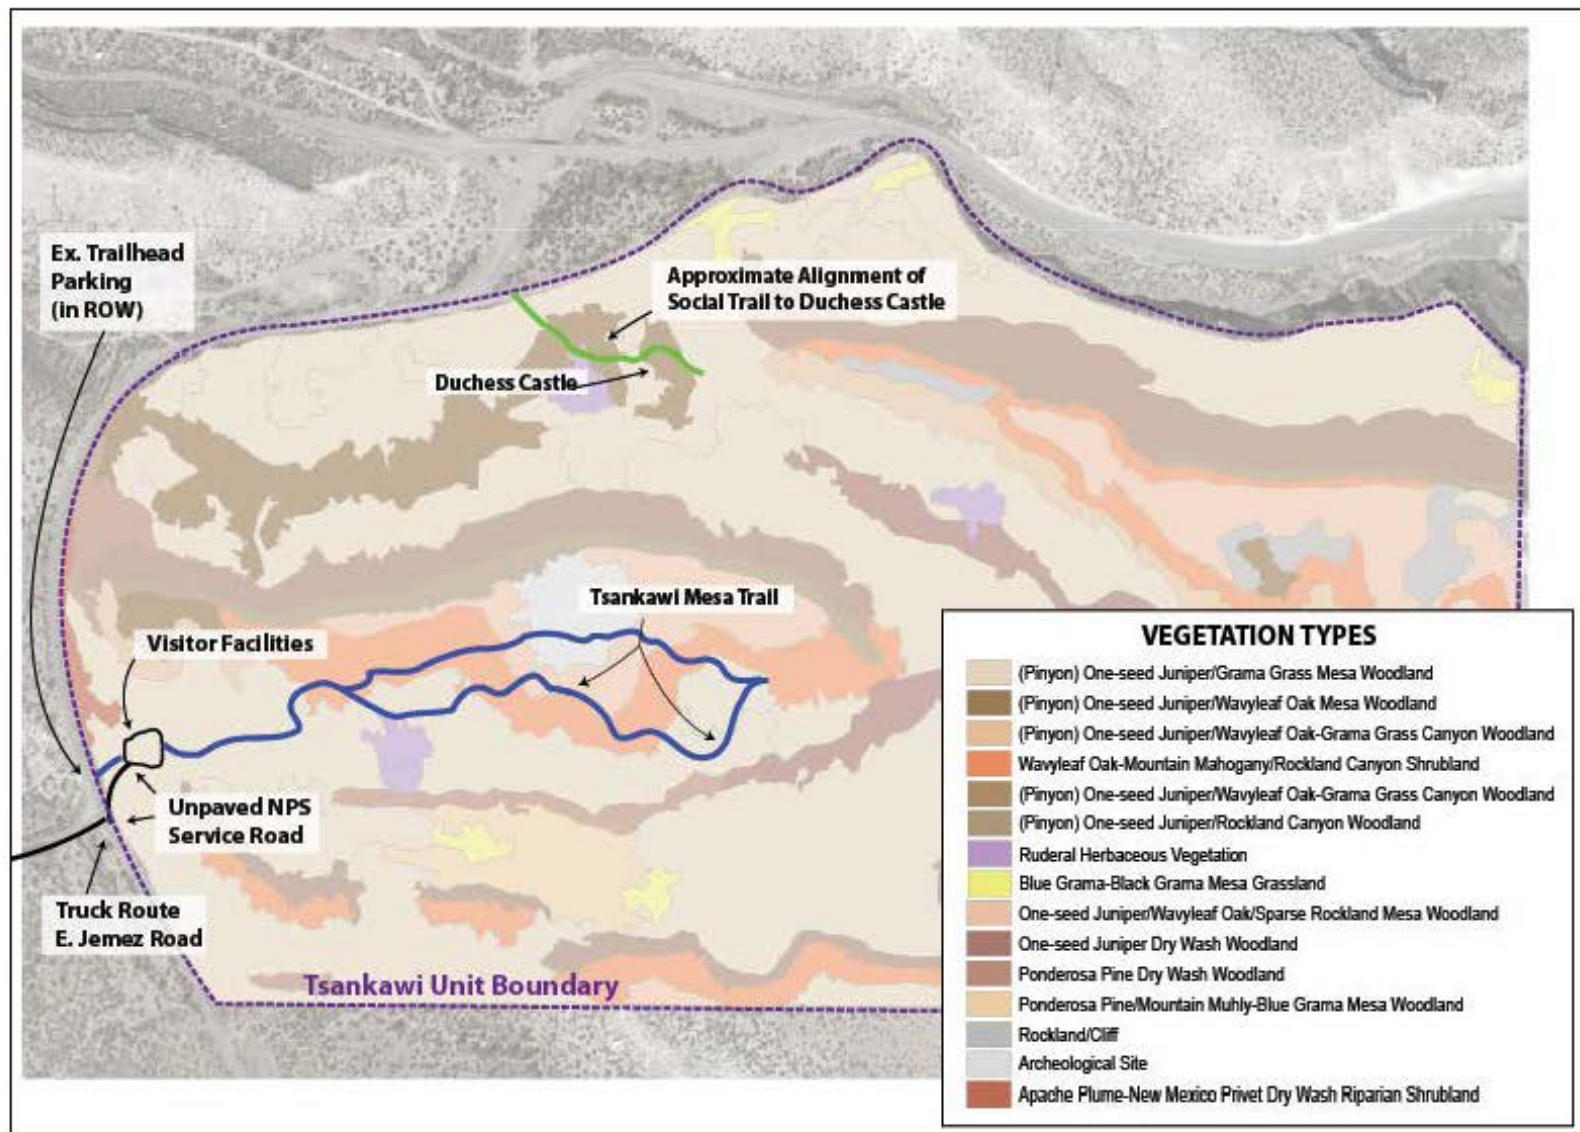 Ex. Trailhead
Parking
(in ROW)
Approximate Alignment of
Social Trail to Duchess Castle
Duchess Castle
Tsankawi Mesa Trail
Visitor Facilities
Unpaved NPS
Service Road
Truck Route
E. Jemez Road
Tsankawi Unit Boundary
VEGETATION TYPES
(Pinyon) One-seed Juniper/Grama Grass Mesa Woodland
(Pinyon) One-seed Juniper/Wavyleaf Oak Mesa Woodland
(Pinyon) One-seed Juniper/Wavyleaf Oak-Grama Grass Canyon Woodland
Wavyleaf Oak-Mountain Mahogany/Rockland Canyon Shrubland
(Pinyon) One-seed Juniper/Wavyleaf Oak-Grama Grass Canyon Woodland
(Pinyon) One-seed Juniper/Rockland Canyon Woodland
Ruderal Herbaceous Vegetation
Blue Grama-Black Grama Mesa Grassland
One-seed Juniper/Wavyleaf Oak/Sparse Rockland Mesa Woodland
One-seed Juniper Dry Wash Woodland
Ponderosa Pine Dry Wash Woodland
Ponderosa Pine/Mountain Muhly-Blue Grama Mesa Woodland
Rockland/Cliff
Archeological Site
Apache Plume-New Mexico Privet Dry Wash Riparian Shrubland